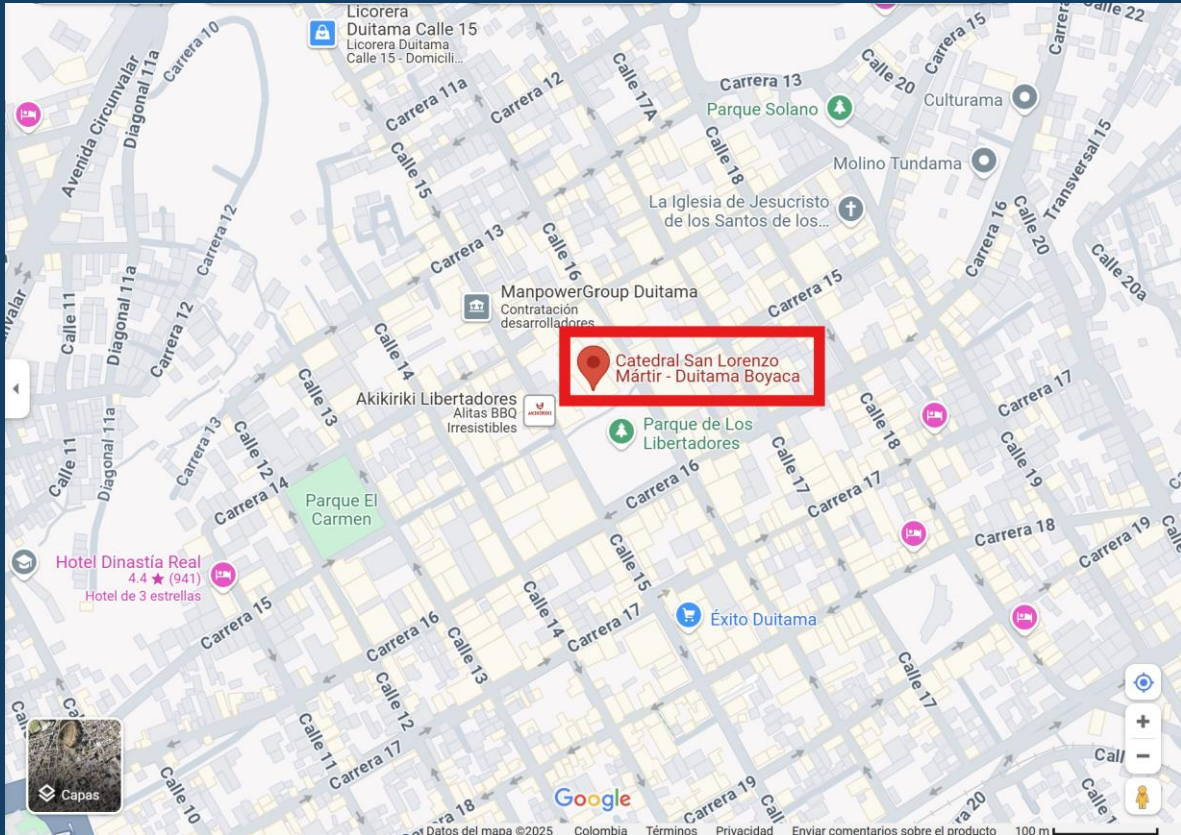 Licorera
Duitama Calle 15
Licorera Duitama
Calle 15 - Domicili...
Carrera 10
Avenida Circunvalar
Diagonal 11a
Carrera 11a
Carrera 12
Calle 17A
Carrera 13
Calle 20
Carrera 15
Calle 22
Parque Solano
Culturama
Molino Tundama
Transversal 15
Calle 15
Calle 18
La Iglesia de Jesucristo
de los Santos de los...
Carrera 16
Calle 20
Calle 20a
Carrera 12
Carrera 13
Calle 16
Carrera 15
Calle 11
Diagonal 11a
Carrera 12
ManpowerGroup Duitama
Contratación
desarrolladores
Calle 14
Catedral San Lorenzo
Mártir - Duitama Boyaca
Akikiriki Libertadores
Alitas BBQ
Irresistibles
Parque de Los
Libertadores
Calle 13
Carrera 17
Calle 18
Calle 19
Carrera 13
Calle 12
Calle 11
Diagonal 11a
Carrera 14
Parque El
Carmen
Carrera 16
Calle 17
Carrera 17
Carrera 18
Carrera 19
Hotel Dinastía Real
4.4 ★ (941)
Hotel de 3 estrellas
Carrera 15
Calle 15
Calle 14
Carrera 17
Éxito Duitama
Carrera 16
Calle 13
Calle 12
Calle 11
Carrera 17
Calle 17
Calle 10
Capas
Google
Carrera 19
Datos del mapa ©2025 Colombia Términos Privacidad Enviar comentarios sobre el producto 100 m